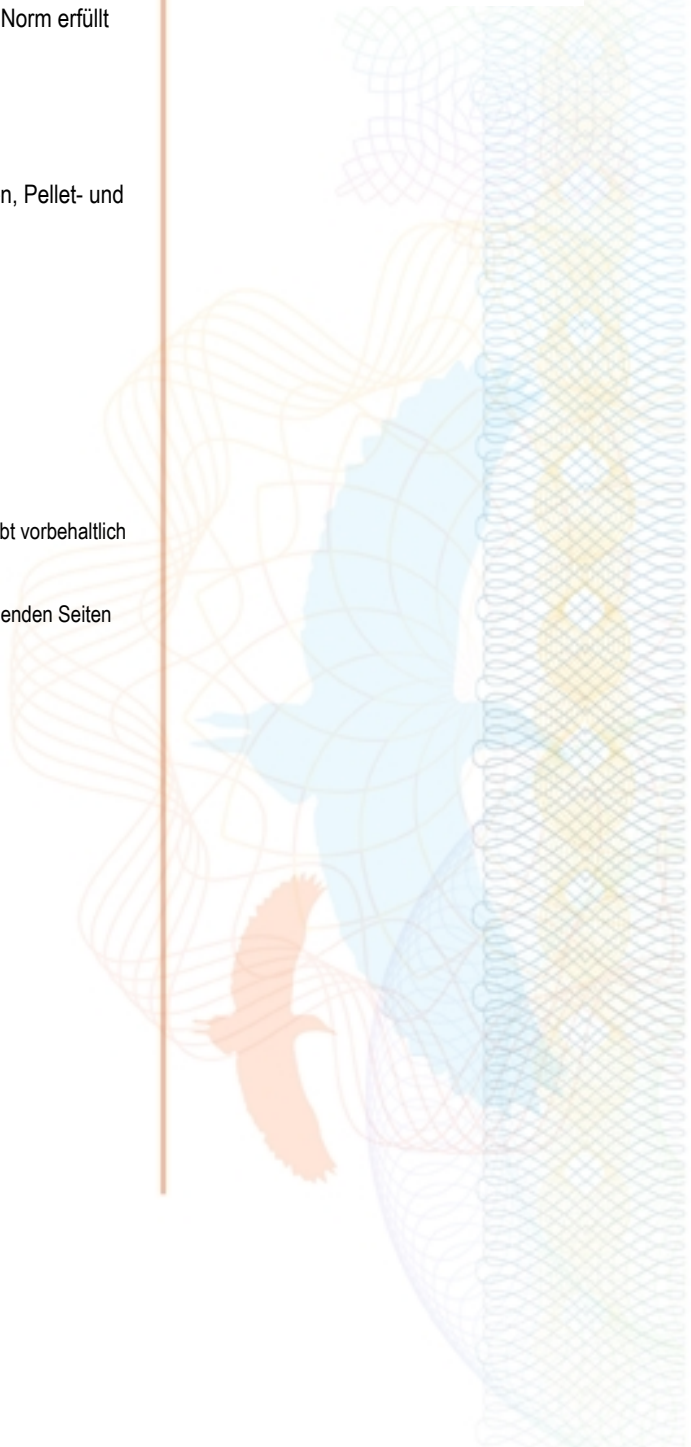 Norm erfüllt
n, Pellet- und
bt vorbehaltlich
enden Seiten